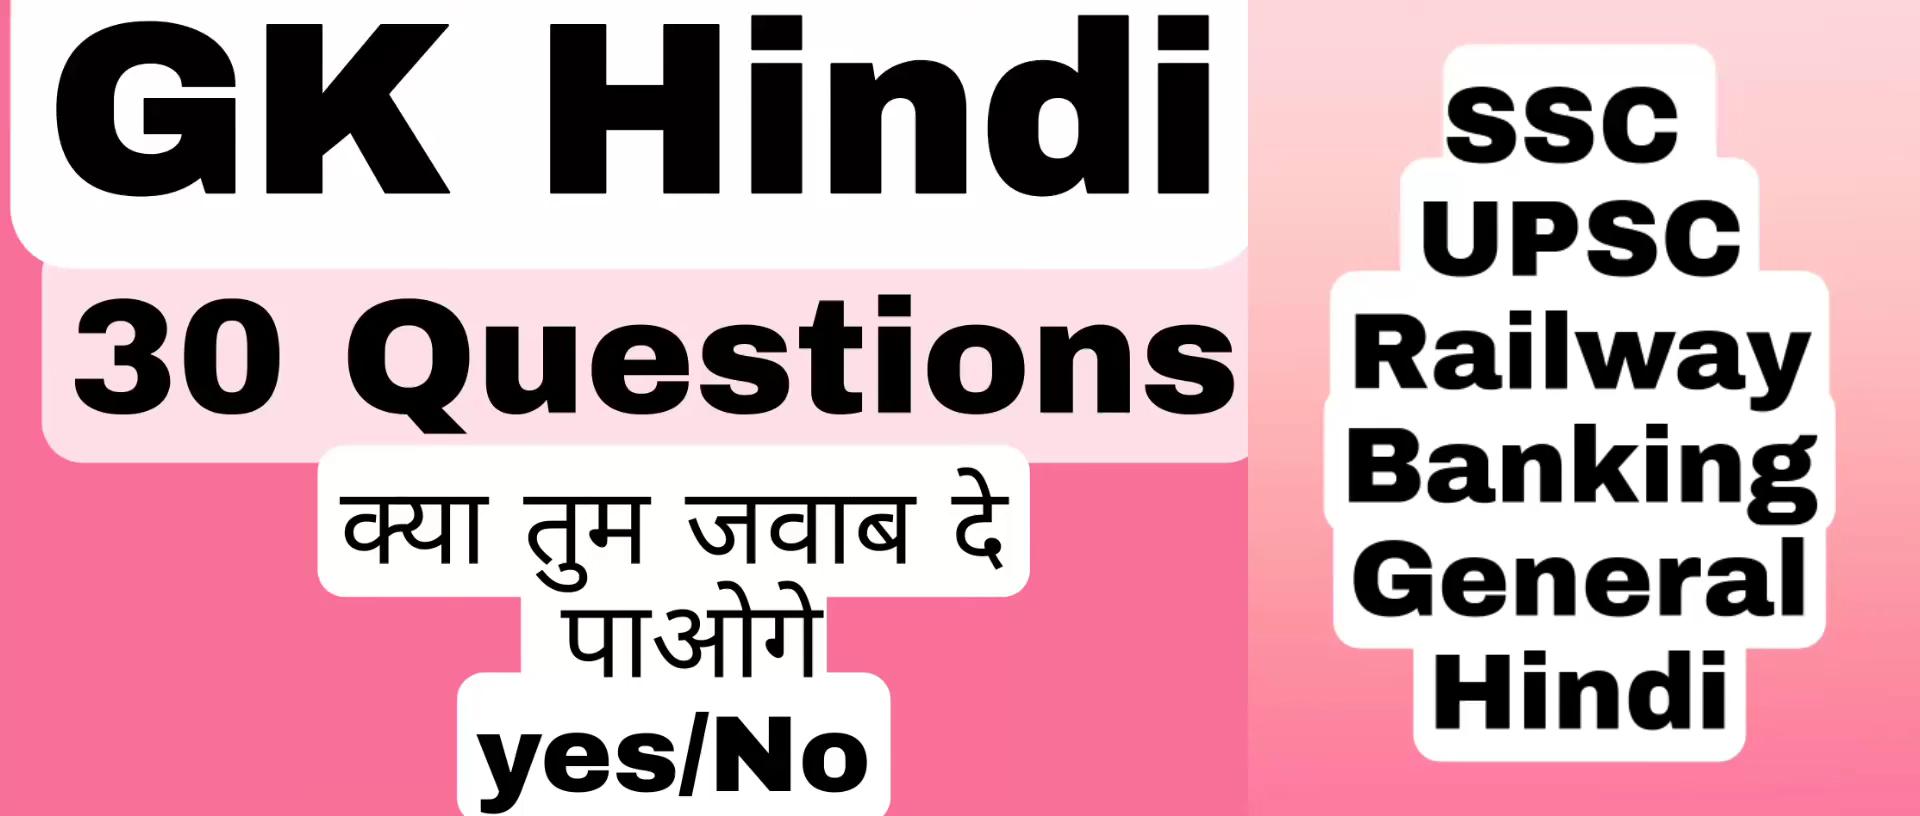 GK Hindi
30 Questions
क्या तुम जवाब दे
पाओगे
yes/No
SSC
UPSC
Railway
Banking
General
Hindi